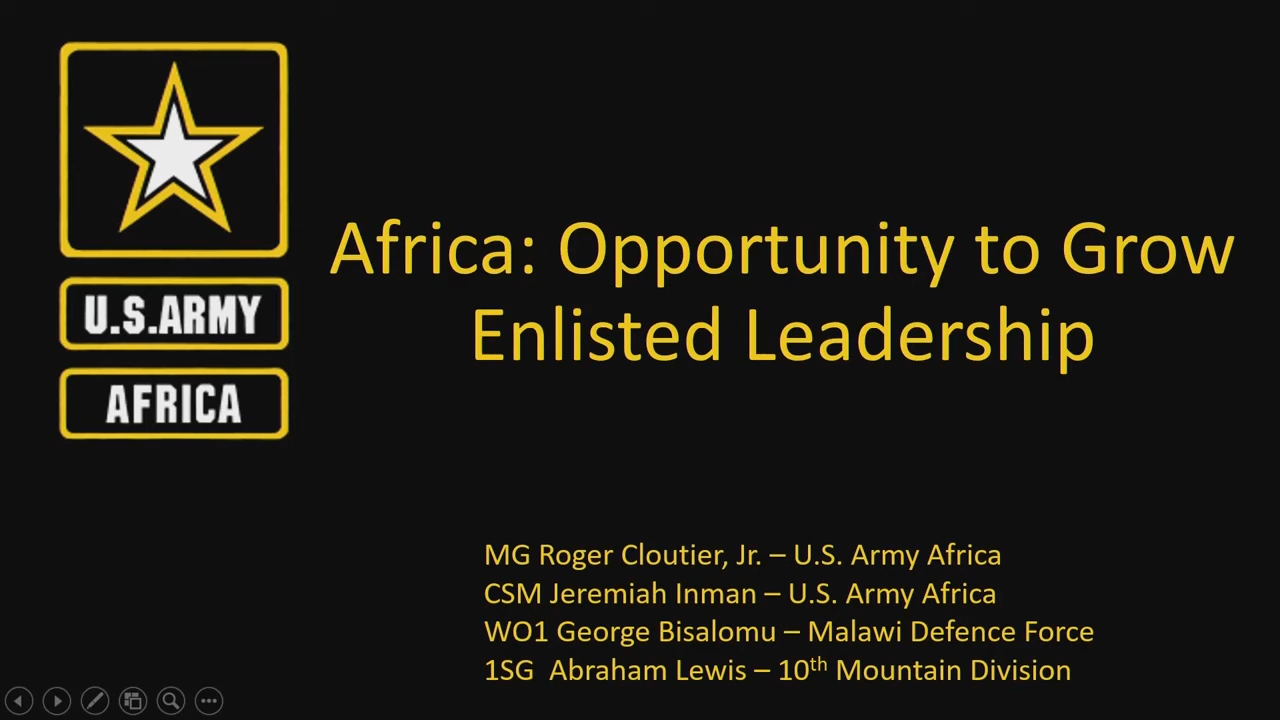 U.S.ARMY
AFRICA
Africa: Opportunity to Grow
Enlisted Leadership
MG Roger Cloutier, Jr. – U.S. Army Africa
CSM Jeremiah Inman – U.S. Army Africa
WO1 George Bisalomu – Malawi Defence Force
1SG  Abraham Lewis – 10th Mountain Division